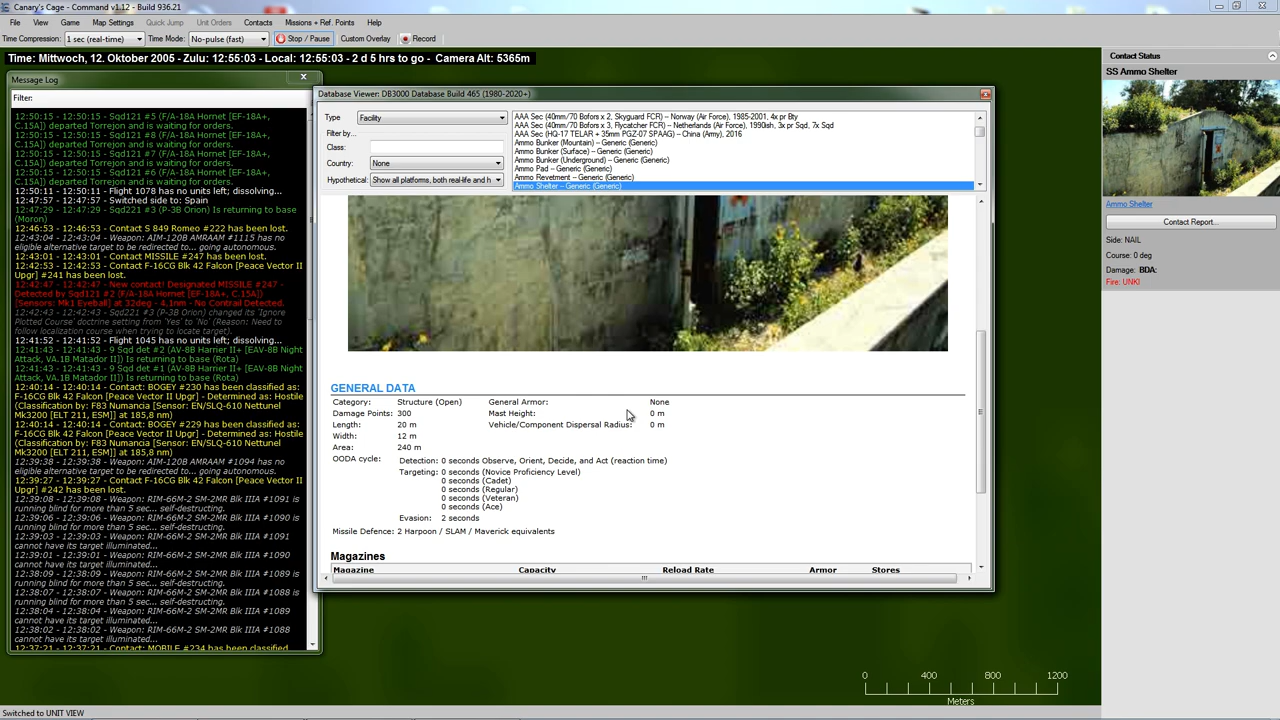 Canary's Cage - Command v1.12 - Build 936.21
File View Game Map Settings Quick Jump Unit Orders Contacts Missions + Ref. Points Help
Time Compression: 1 sec (real-time) Time Mode: No-pulse (fast) Stop / Pause Custom Overlay Record
Time: Mittwoch, 12. Oktober 2005 - Zulu: 12:55:03 - Local: 12:55:03 - 2 d 5 hrs to go - Camera Alt: 5365m
Message Log
Filter:
12:50:15 - 12:50:15 - Sqd121 #5 (F/A-18A Hornet [EF-18A+,
C.15A]) departed Torrejon and is waiting for orders.
12:50:15 - 12:50:15 - Sqd121 #8 (F/A-18A Hornet [EF-18A+,
C.15A]) departed Torrejon and is waiting for orders.
12:50:15 - 12:50:15 - Sqd121 #7 (F/A-18A Hornet [EF-18A+,
C.15A]) departed Torrejon and is waiting for orders.
12:50:15 - 12:50:15 - Sqd121 #6 (F/A-18A Hornet [EF-18A+,
C.15A]) departed Torrejon and is waiting for orders.
12:50:11 - 12:50:11 - Flight 1078 has no units left; dissolving...
12:47:57 - 12:47:57 - Switched side to: Spain
12:47:29 - 12:47:29 - Sqd221 #3 (P-3B Orion) Is returning to base
(Moron)
12:46:53 - 12:46:53 - Contact S 849 Romeo #222 has been lost.
12:43:04 - 12:43:04 - Weapon: AIM-120B AMRAAM #1115 has no
eligible alternative target to be redirected to... going autonomous.
12:43:01 - 12:43:01 - Contact MISSILE #247 has been lost.
12:42:53 - 12:42:53 - Contact F-16CG Blk 42 Falcon [Peace Vector II
Upgr] #241 has been lost.
12:42:47 - 12:42:47 - New contact! Designated MISSILE #247 -
Detected by Sqd121 #2 (F/A-18A Hornet [EF-18A+, C.15A])
[Sensors: Mk1 Eyeball] at 32deg - 4,1nm - No Contrail Detected.
12:42:43 - 12:42:43 - Sqd221 #3 (P-3B Orion) changed its 'Ignore
Plotted Course' doctrine setting from 'Yes' to 'No' (Reason: Need to
follow localization course when trying to locate target).
12:41:52 - 12:41:52 - Flight 1045 has no units left; dissolving...
12:41:43 - 12:41:43 - 9 Sqd det #2 (AV-8B Harrier II+ [EAV-8B Night
Attack, VA.1B Matador II]) Is returning to base (Rota)
12:41:43 - 12:41:43 - 9 Sqd det #1 (AV-8B Harrier II+ [EAV-8B Night
Attack, VA.1B Matador II]) Is returning to base (Rota)
12:40:14 - 12:40:14 - Contact: BOGEY #230 has been classified as:
F-16CG Blk 42 Falcon [Peace Vector II Upgr] - Determined as: Hostile
(Classification by: F83 Numancia [Sensor: EN/SLQ-610 Nettunel
Mk3200 [ELT 211, ESM]] at 185,8 nm)
12:40:14 - 12:40:14 - Contact: BOGEY #229 has been classified as:
F-16CG Blk 42 Falcon [Peace Vector II Upgr] - Determined as: Hostile
(Classification by: F83 Numancia [Sensor: EN/SLQ-610 Nettunel
Mk3200 [ELT 211, ESM]] at 185,8 nm)
12:39:38 - 12:39:38 - Weapon: AIM-120B AMRAAM #1094 has no
eligible alternative target to be redirected to... going autonomous.
12:39:27 - 12:39:27 - Contact F-16CG Blk 42 Falcon [Peace Vector II
Upgr] #242 has been lost.
12:39:08 - 12:39:08 - Weapon: RIM-66M-2 SM-2MR Blk IIIA #1091 is
running blind for more than 5 sec... self-destructing.
12:39:06 - 12:39:06 - Weapon: RIM-66M-2 SM-2MR Blk IIIA #1090 is
running blind for more than 5 sec... self-destructing.
12:39:03 - 12:39:03 - Weapon: RIM-66M-2 SM-2MR Blk IIIA #1091
cannot have its target illuminated...
12:39:01 - 12:39:01 - Weapon: RIM-66M-2 SM-2MR Blk IIIA #1090
cannot have its target illuminated...
12:38:09 - 12:38:09 - Weapon: RIM-66M-2 SM-2MR Blk IIIA #1089 is
running blind for more than 5 sec... self-destructing.
12:38:07 - 12:38:07 - Weapon: RIM-66M-2 SM-2MR Blk IIIA #1088 is
running blind for more than 5 sec... self-destructing.
12:38:04 - 12:38:04 - Weapon: RIM-66M-2 SM-2MR Blk IIIA #1089
cannot have its target illuminated...
12:38:02 - 12:38:02 - Weapon: RIM-66M-2 SM-2MR Blk IIIA #1088
cannot have its target illuminated...
12:37:21 - 12:37:21 - Contact: MOBILE #234 has been classified
Switched to UNIT VIEW
Database Viewer: DB3000 Database Build 465 (1980-2020+)
Type Facility
Filter by...
Class:
Country: None
Hypothetical: Show all platforms, both real-life and h
AAA Sec (40mm/70 Bofors x 2, Skyguard FCR) – Norway (Air Force), 1985-2001, 4x pr Bty
AAA Sec (40mm/70 Bofors x 3, Flycatcher FCR) – Netherlands (Air Force), 1990ish, 3x pr Sqd, 7x Sqd
AAA Sec (HQ-17 TELAR + 35mm PGZ-07 SPAAG) – China (Army), 2016
Ammo Bunker (Mountain) – Generic (Generic)
Ammo Bunker (Surface) – Generic (Generic)
Ammo Bunker (Underground) – Generic (Generic)
Ammo Pad – Generic (Generic)
Ammo Revetment – Generic (Generic)
Ammo Shelter – Generic (Generic)
GENERAL DATA
Category: Structure (Open) General Armor: None
Damage Points: 300 Mast Height: 0 m
Length: 20 m Vehicle/Component Dispersal Radius: 0 m
Width: 12 m
Area: 240 m
OODA cycle: Detection: 0 seconds Observe, Orient, Decide, and Act (reaction time)
Targeting: 0 seconds (Novice Proficiency Level)
0 seconds (Cadet)
0 seconds (Regular)
0 seconds (Veteran)
0 seconds (Ace)
Evasion: 2 seconds
Missile Defence: 2 Harpoon / SLAM / Maverick equivalents
Magazines
Magazine Capacity Reload Rate Armor Stores
Contact Status
SS Ammo Shelter
Ammo Shelter
Contact Report...
Side: NAIL
Course: 0 deg
Damage: BDA:
Fire: UNKI
0 400 800 1200
Meters